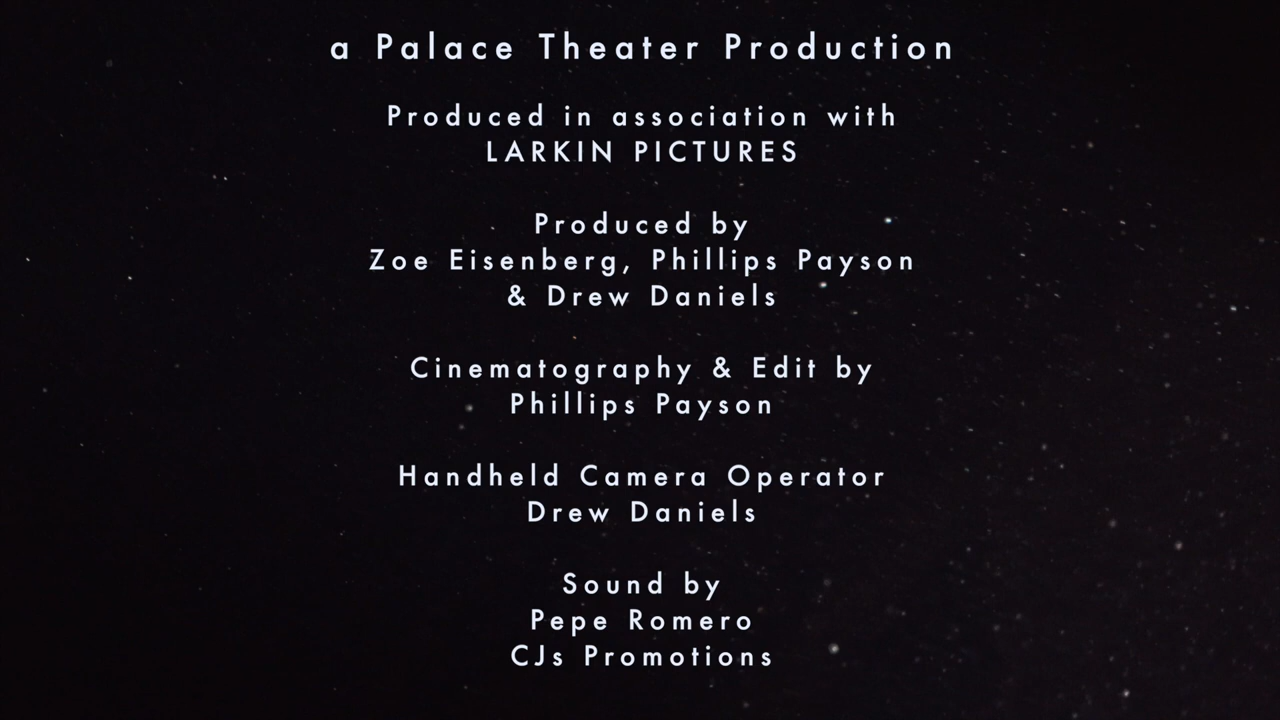 a Palace Theater Production
Produced in association with
LARKIN PICTURES
Produced by
Zoe Eisenberg, Phillips Payson
& Drew Daniels
Cinematography & Edit by
Phillips Payson
Handheld Camera Operator
Drew Daniels
Sound by
Pepe Romero
CJs Promotions